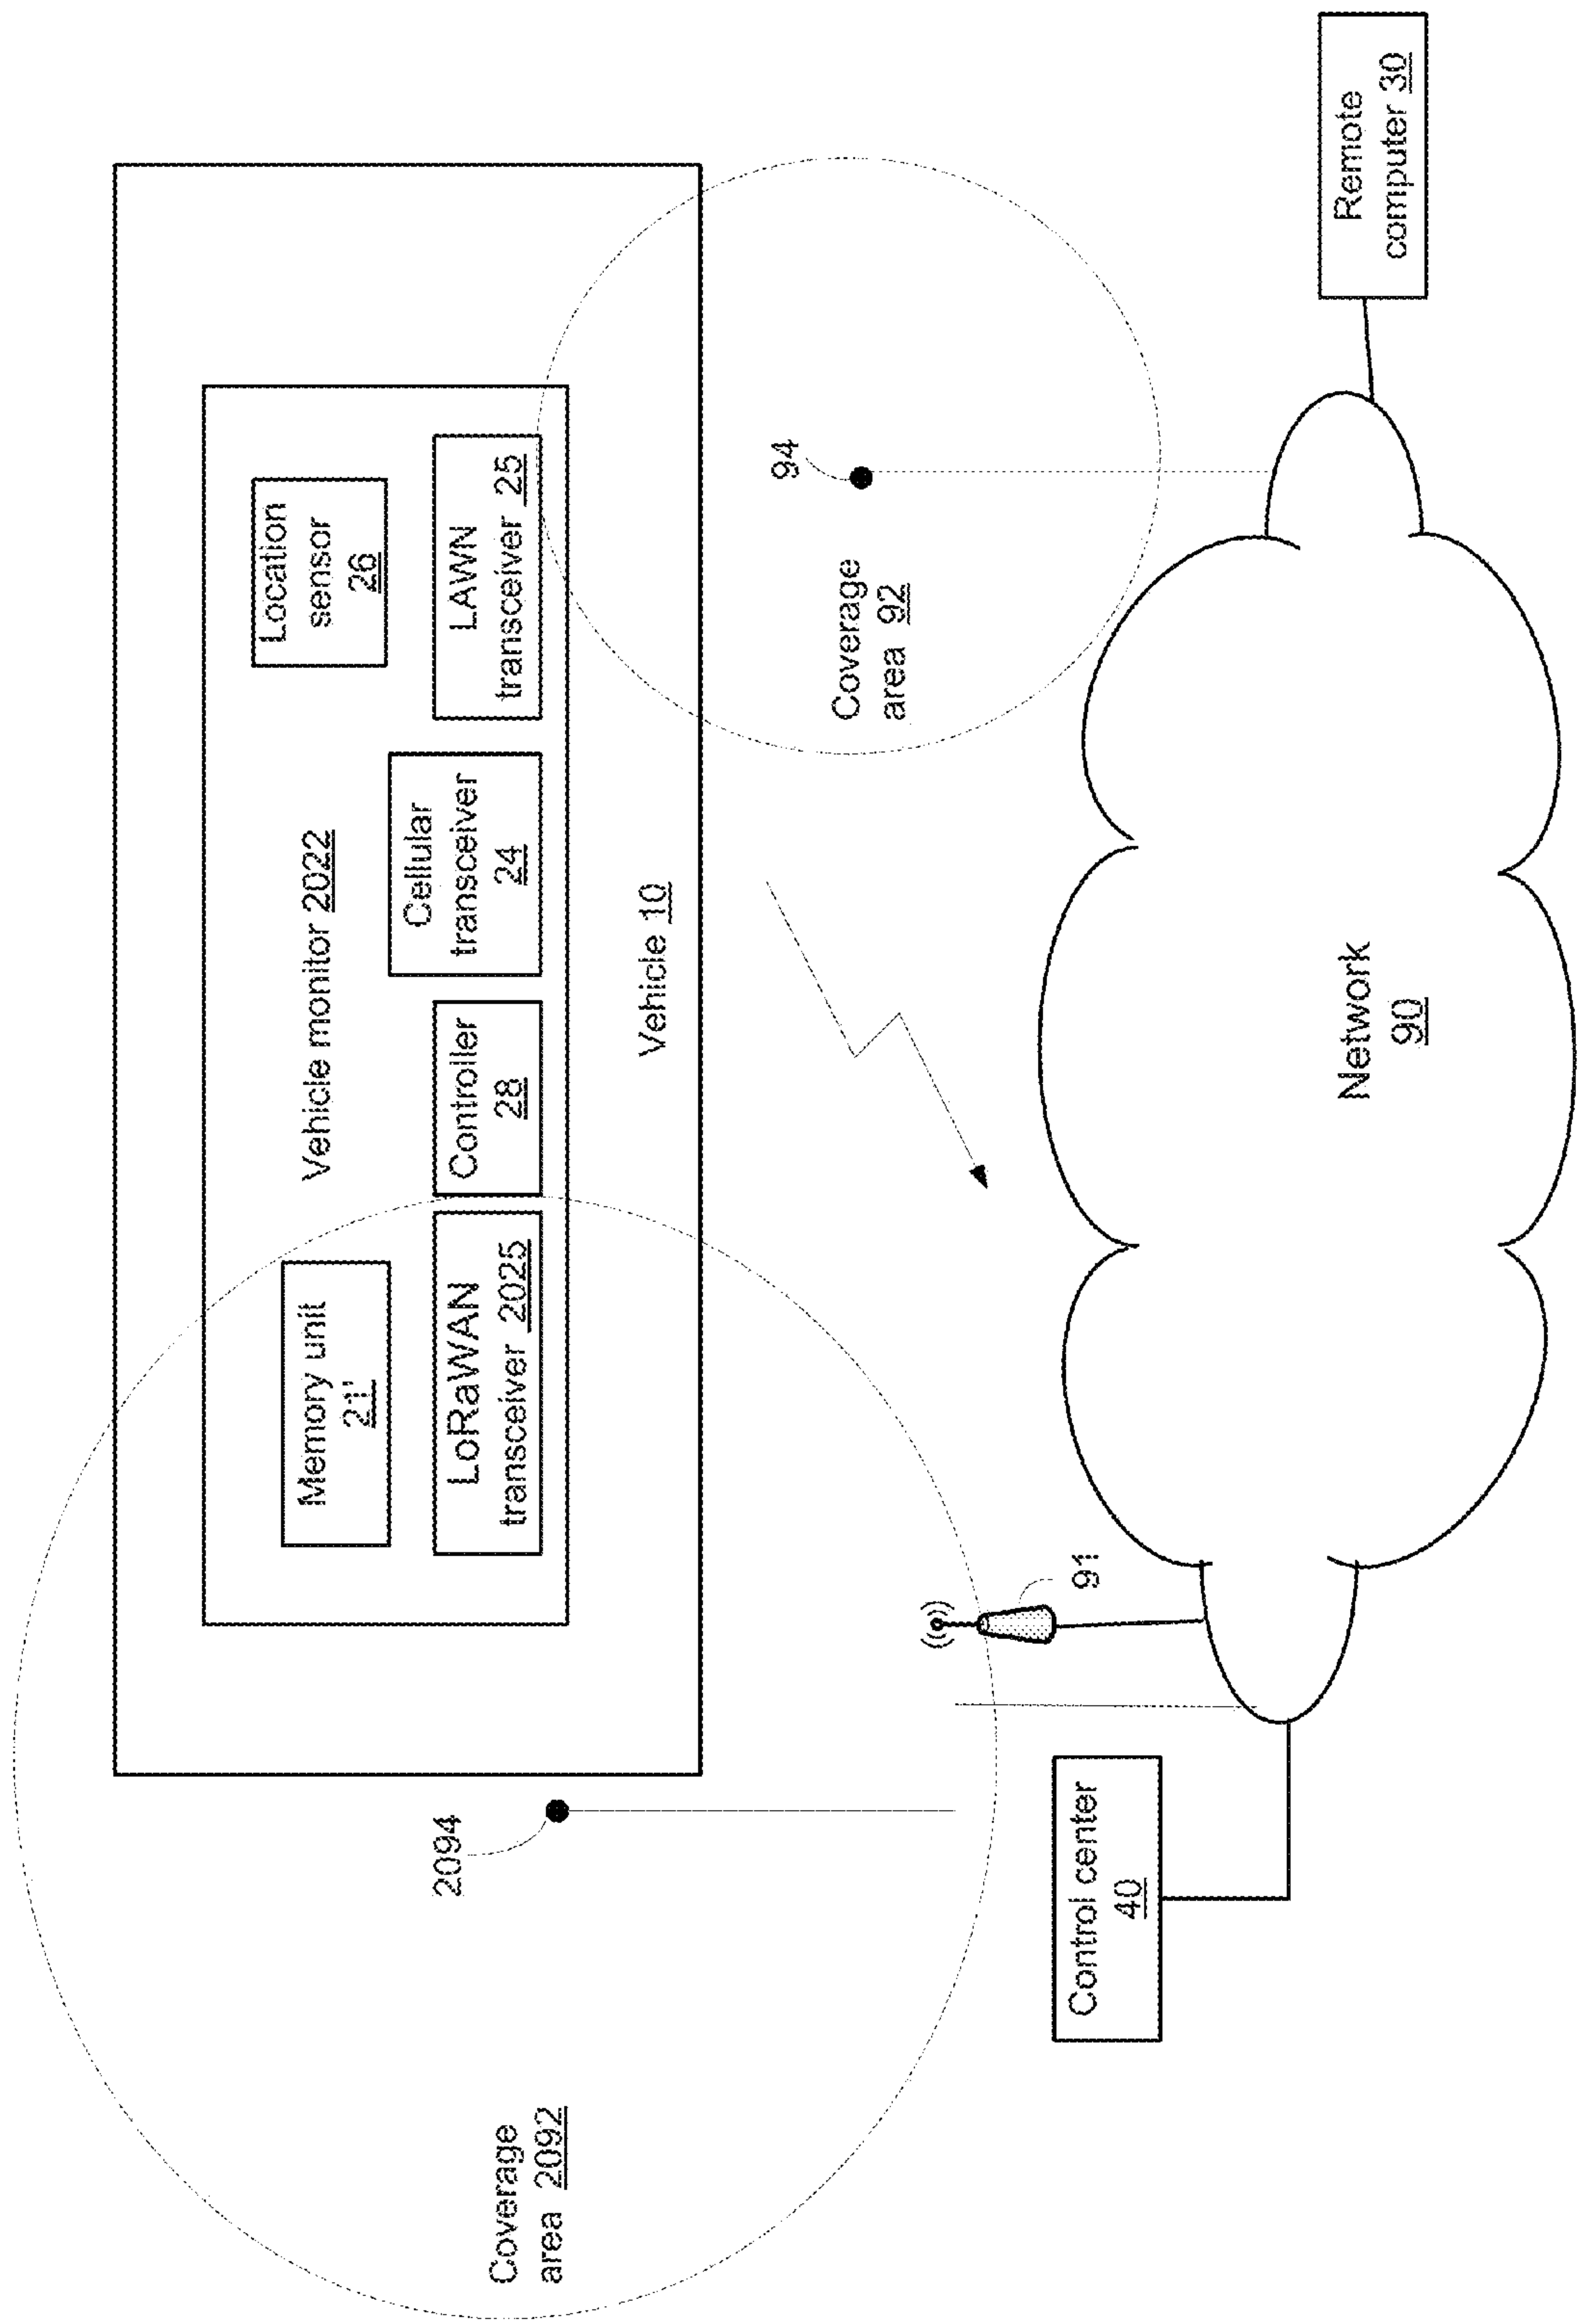 Vehicle monitor 2022
Memory unit
21'
Location
sensor
26
LoRaWAN
transceiver 2025
Controller
28
Cellular
transceiver
24
LAWN
transceiver 25
Vehicle 10
2094
Coverage
area 2092
94
Coverage
area 92
91
Control center
40
Network
90
Remote
computer 30